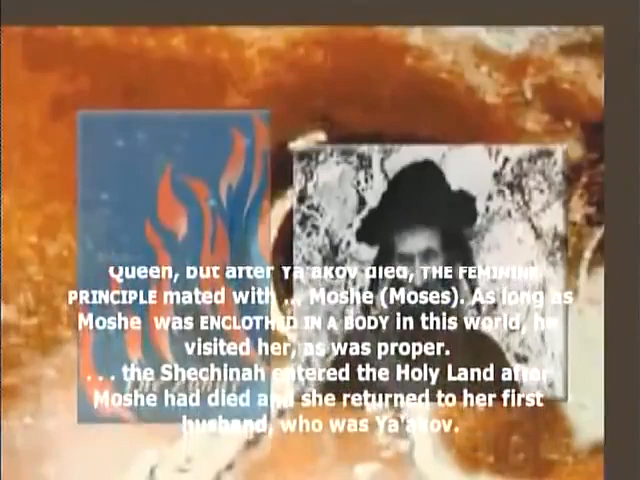 Queen, but after Ya'akov died, THE FEMININE
PRINCIPLE mated with ... Moshe (Moses). As long as
Moshe was ENCLOTHED IN A BODY in this world, he
visited her, as was proper.
. . . the Shechinah entered the Holy Land after
Moshe had died and she returned to her first
husband, who was Ya'akov.